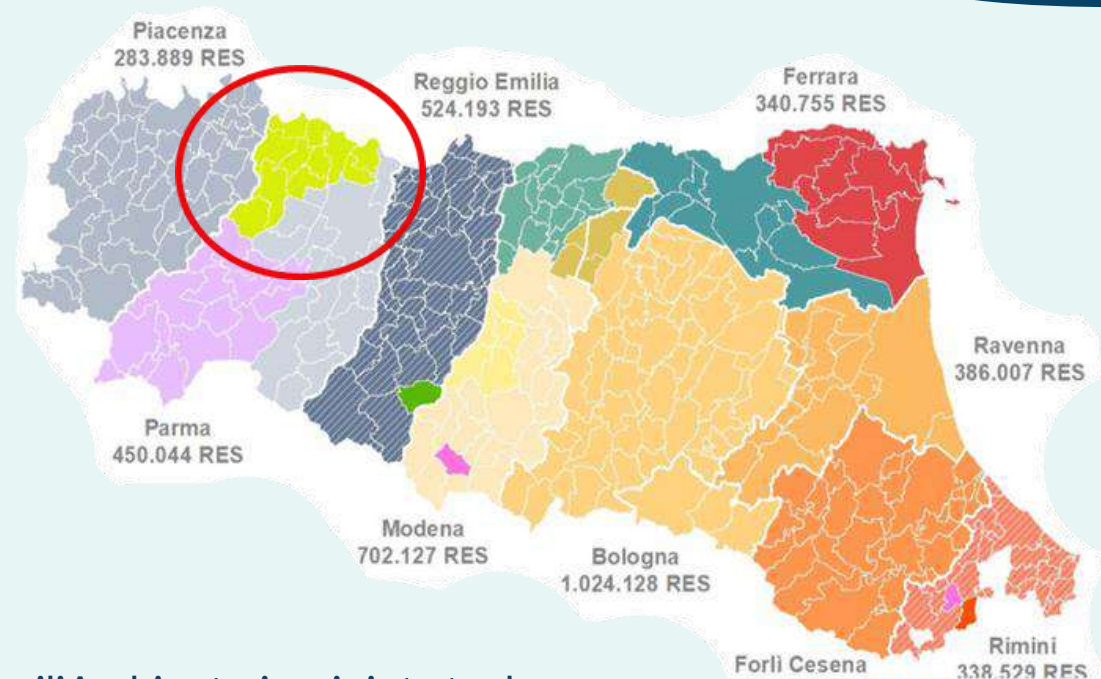 Piacenza
283.889 RES
Reggio Emilia
524.193 RES
Ferrara
340.755 RES
Ravenna
386.007 RES
Parma
450.044 RES
Modena
702.127 RES
Bologna
1.024.128 RES
Forlì Cesena
Rimini
338.529 RES